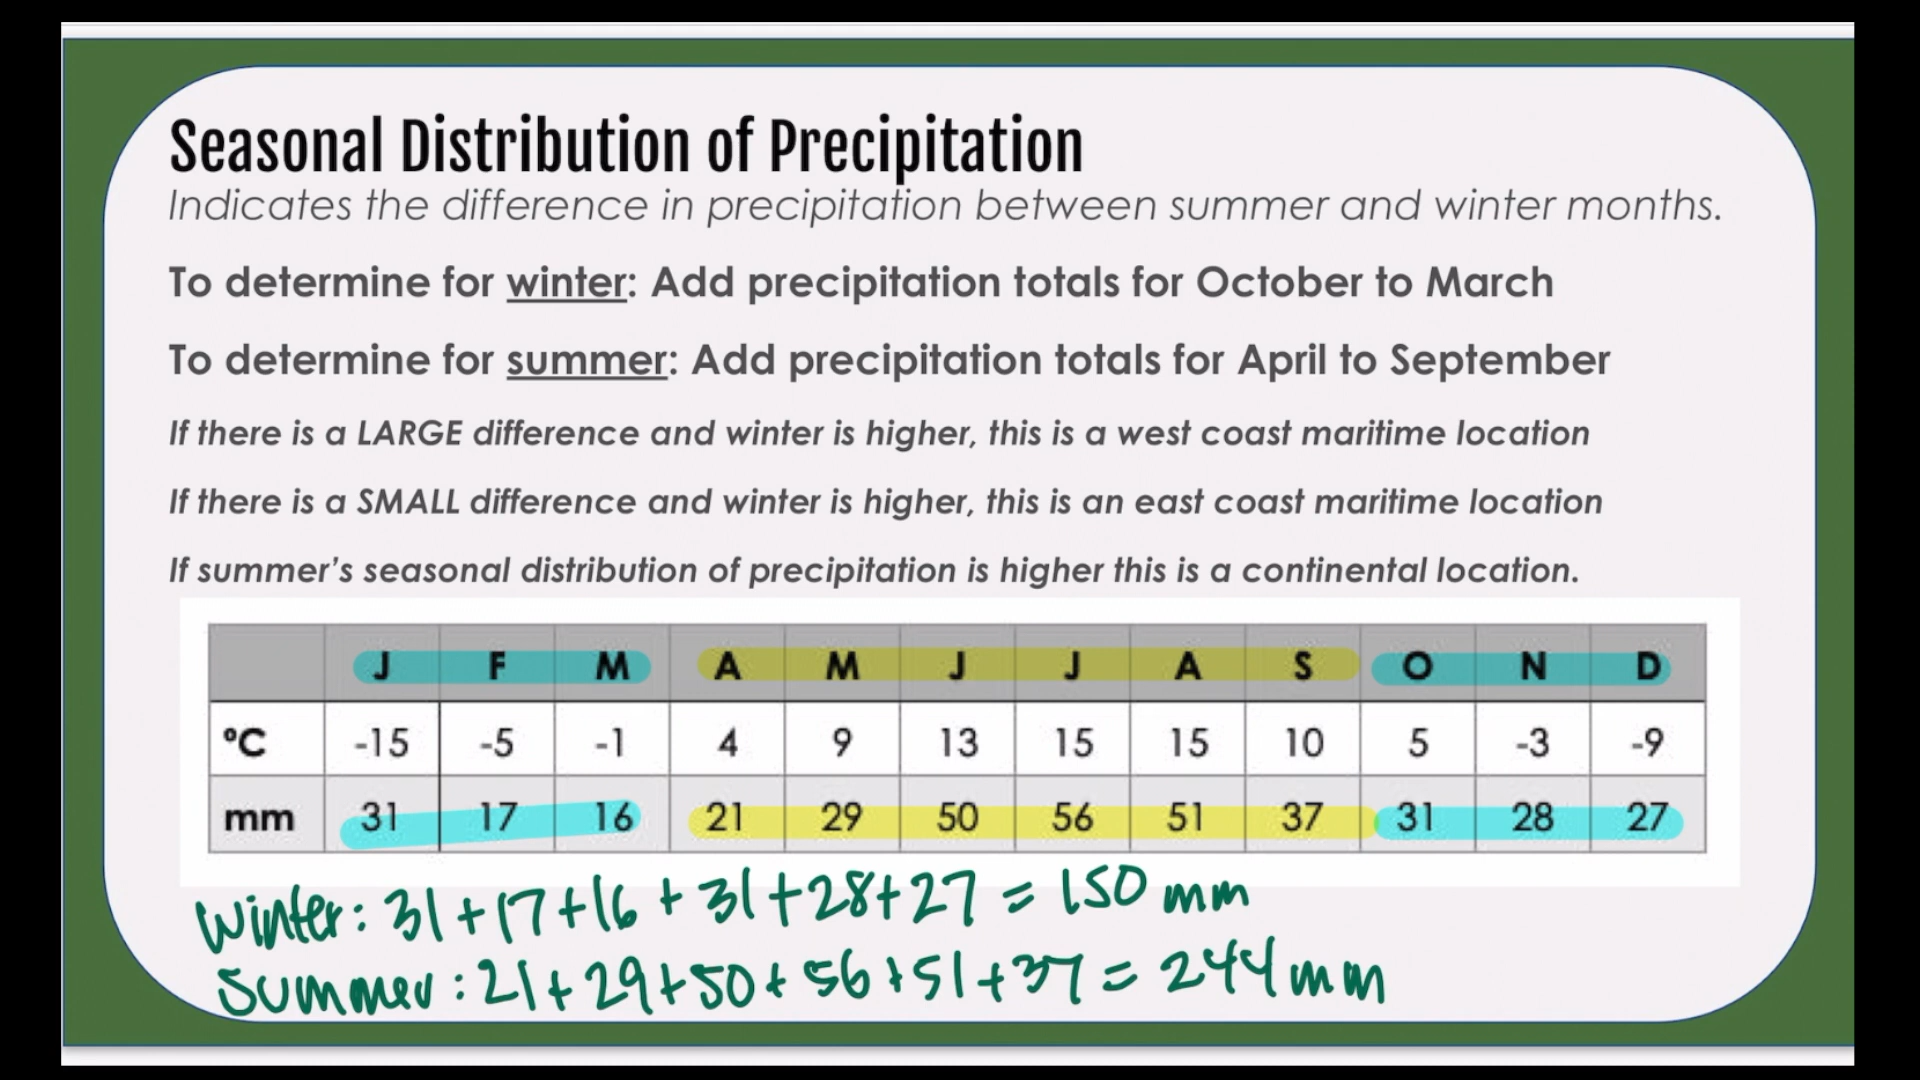 Seasonal Distribution of Precipitation
Indicates the difference in precipitation between summer and winter months.
To determine for winter: Add precipitation totals for October to March
To determine for summer: Add precipitation totals for April to September
If there is a LARGE difference and winter is higher, this is a west coast maritime location
If there is a SMALL difference and winter is higher, this is an east coast maritime location
If summer's seasonal distribution of precipitation is higher this is a continental location.
J F M A M J J A S O N D
ºC -15 -5 -1 4 9 13 15 15 10 5 -3 -9
mm 31 17 16 21 29 50 56 51 37 31 28 27
Winter: 31+17+16+31+28+27 = 150 mm
Summer: 21+29+50+56+51+37 = 244 mm